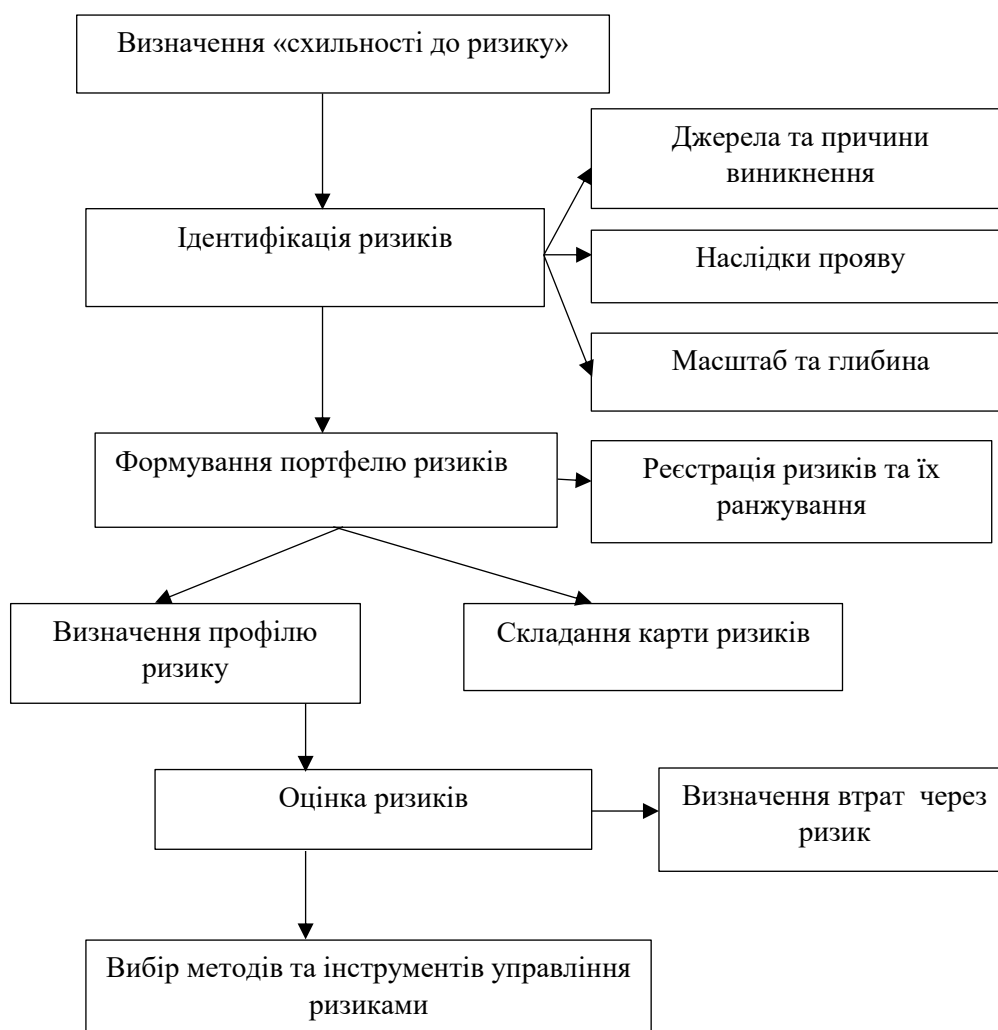 Визначення «схильності до ризику»
Джерела та причини
виникнення
Ідентифікація ризиків
Наслідки прояву
Масштаб та глибина
Формування портфелю ризиків
Реєстрація ризиків та їх
ранжування
Визначення профілю
ризику
Складання карти ризиків
Оцінка ризиків
Визначення втрат через
ризик
Вибір методів та інструментів управління
ризиками